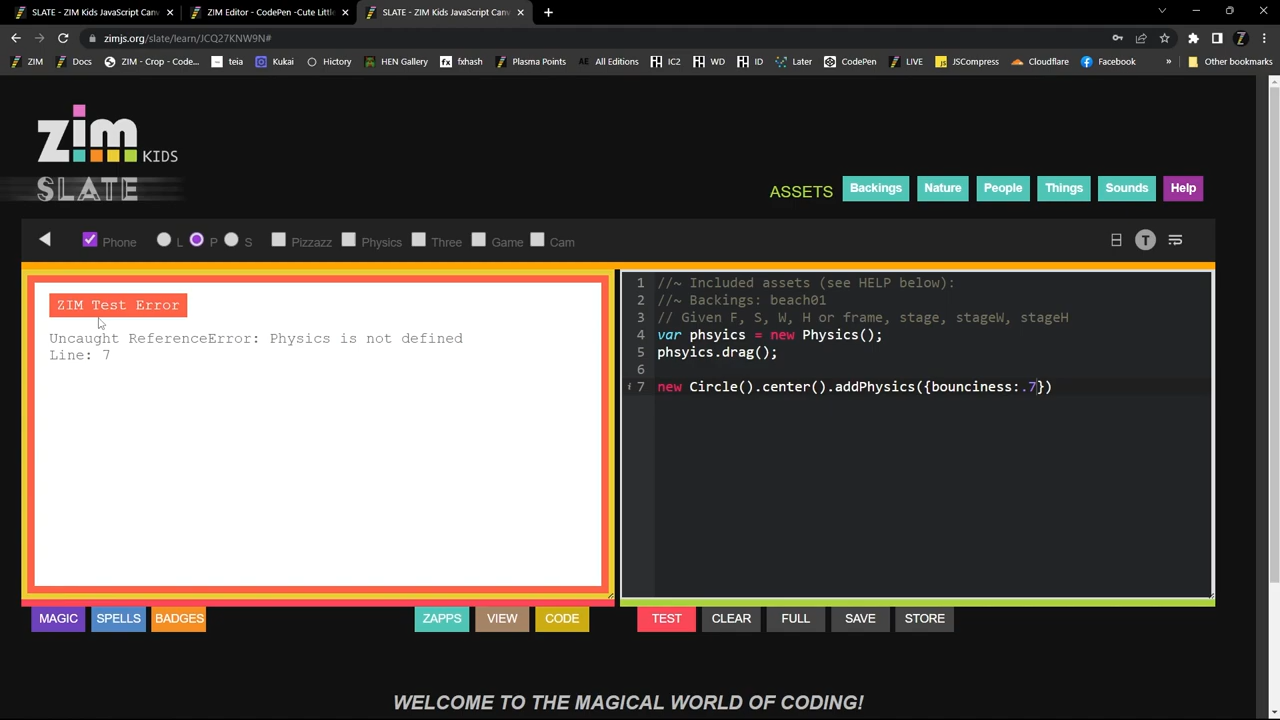 SLATE - ZIM Kids JavaScript Canv
ZIM Editor - CodePen -Cute Little
SLATE - ZIM Kids JavaScript Canv
zimjs.org/slate/learn/JCQ27KNW9N#
ZIM
Docs
ZIM - Crop - Code...
teia
Kukai
Hictory
HEN Gallery
fx fxhash
Plasma Points
AE All Editions
IC2
WD
ID
Later
CodePen
LIVE
JS JSCompress
Cloudflare
Facebook
»
Other bookmarks
zim KIDS
SLATE
ASSETS
Backings
Nature
People
Things
Sounds
Help
Phone
L
P
S
Pizzazz
Physics
Three
Game
Cam
T
ZIM Test Error
Uncaught ReferenceError: Physics is not defined
Line: 7
1 //~ Included assets (see HELP below):
2 //~ Backings: beach01
3 // Given F, S, W, H or frame, stage, stageW, stageH
4 var phsyics = new Physics();
5 phsyics.drag();
6
i 7 new Circle().center().addPhysics({bounciness:.7})
MAGIC
SPELLS
BADGES
ZAPPS
VIEW
CODE
TEST
CLEAR
FULL
SAVE
STORE
WELCOME TO THE MAGICAL WORLD OF CODING!